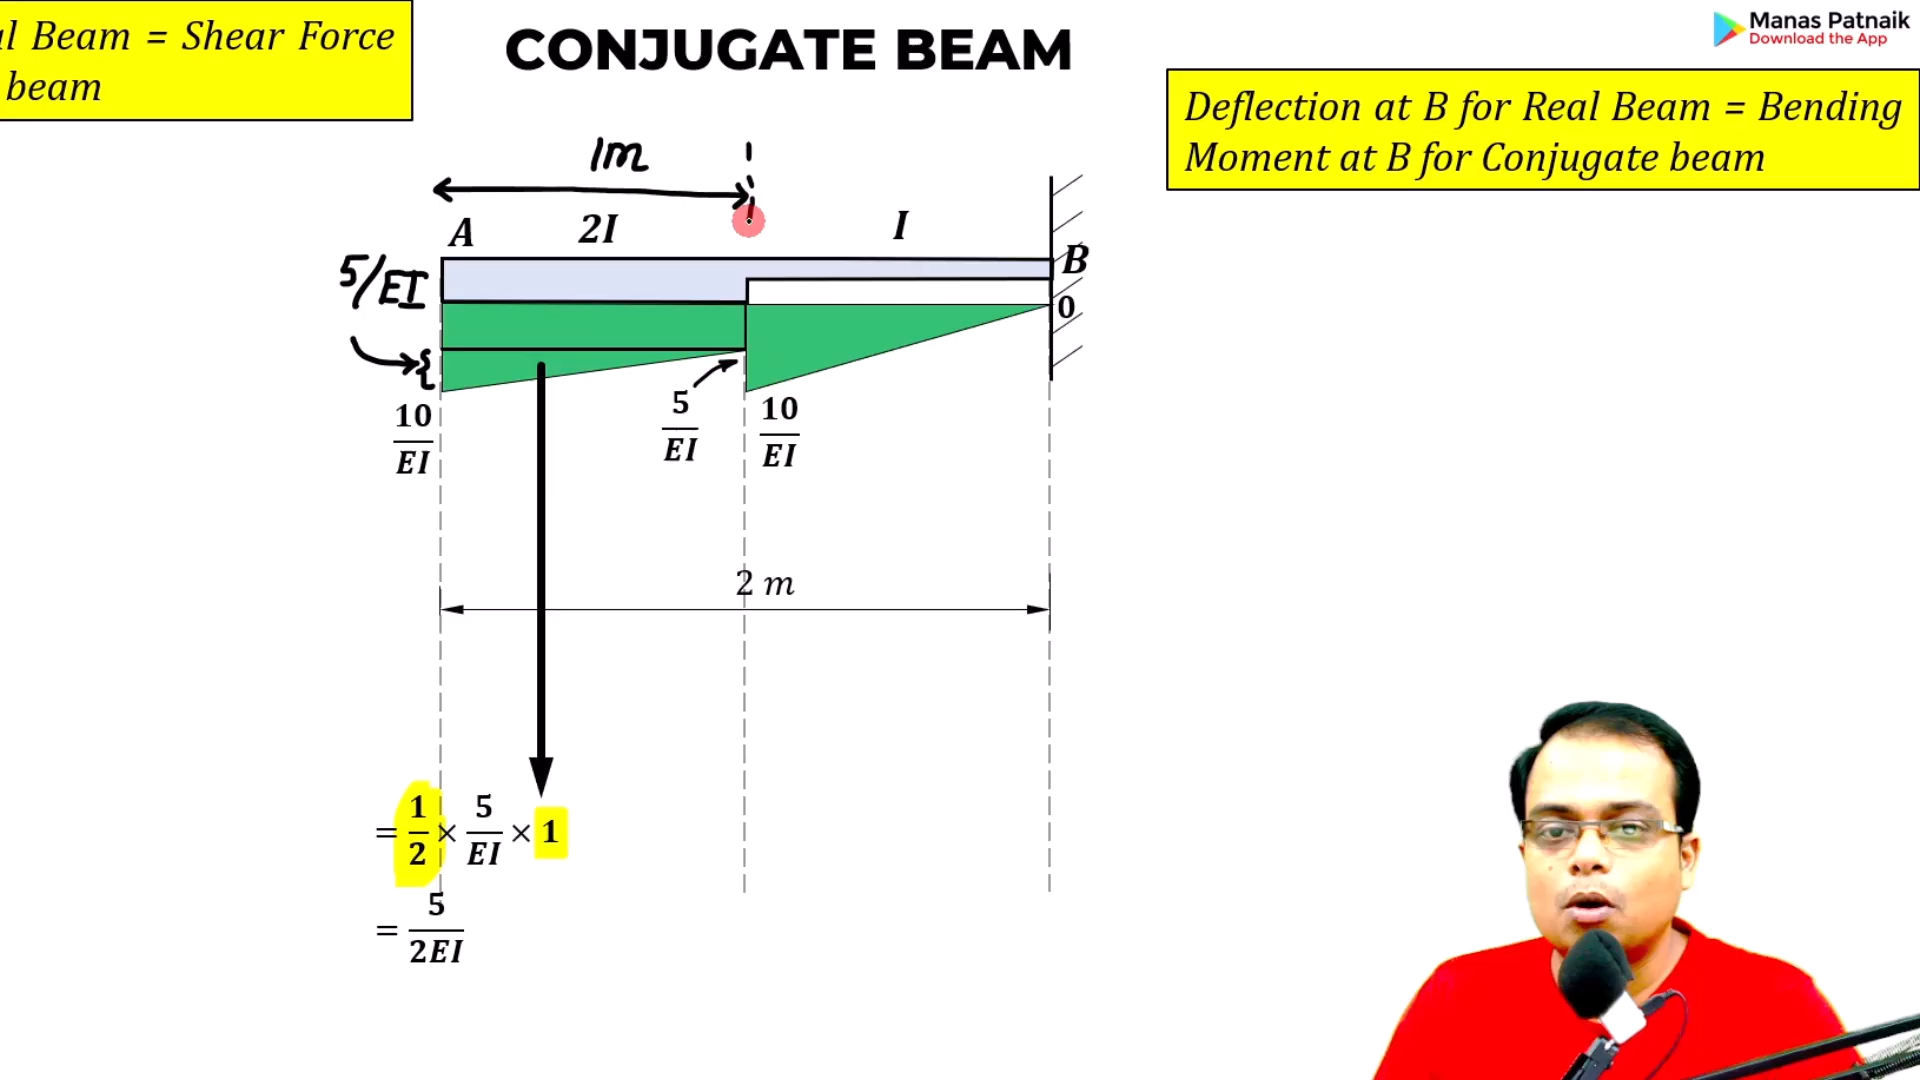 al Beam = Shear Force
beam
CONJUGATE BEAM
Manas Patnaik
Download the App
Deflection at B for Real Beam = Bending
Moment at B for Conjugate beam
1m
A 2I I B
5/EI
0
10/EI 5/EI 10/EI
2 m
= 1/2 × 5/EI × 1
= 5/2EI